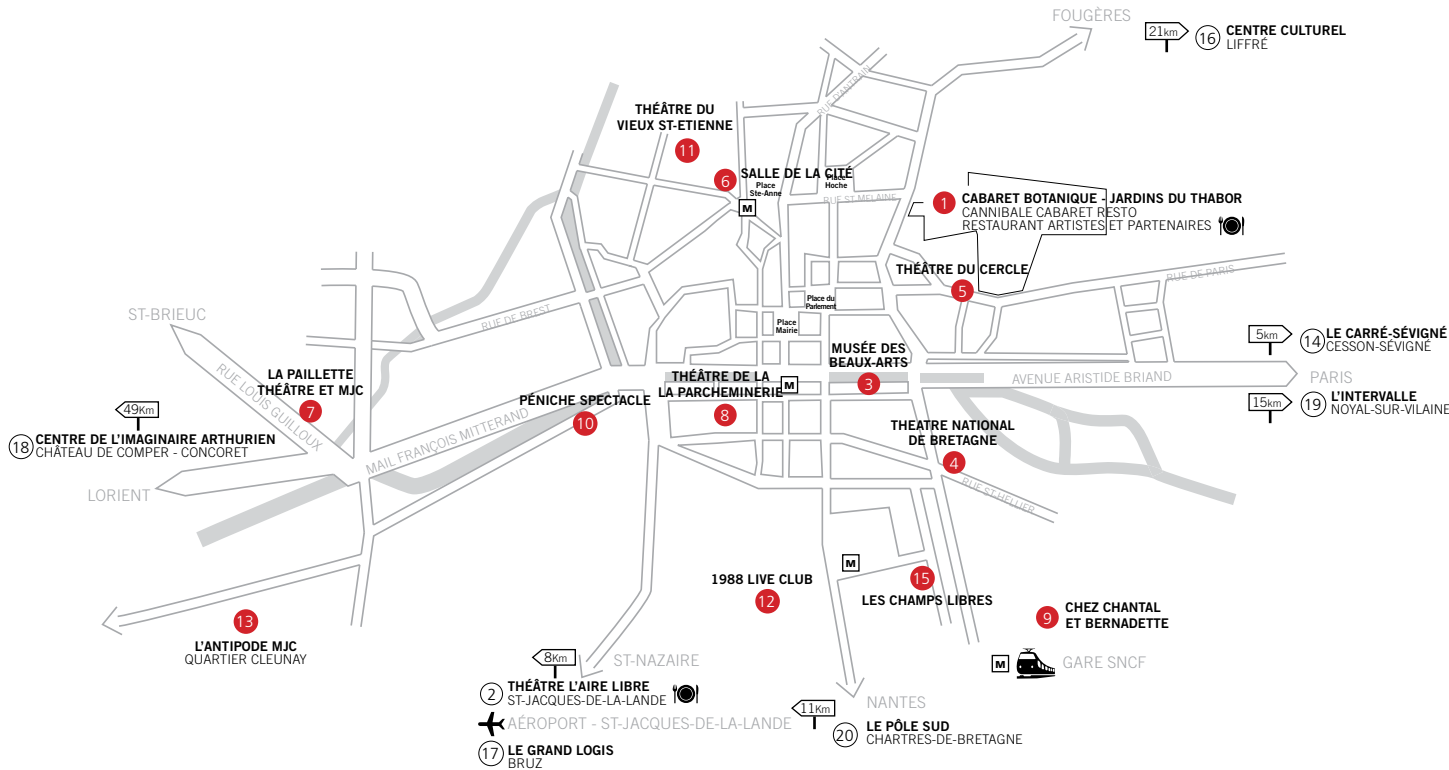 FOUGÈRES
21km
16 CENTRE CULTUREL
LIFFRÉ
RUE D'ANTRAIN
THÉÂTRE DU
VIEUX ST-ETIENNE
11
6 SALLE DE LA CITÉ
Place
Ste-Anne
Place
Hoche
M
RUE ST-MELAINE
1 CABARET BOTANIQUE - JARDINS DU THABOR
CANNIBALE CABARET RESTO
RESTAURANT ARTISTES ET PARTENAIRES
THÉÂTRE DU CERCLE
5
RUE DE PARIS
ST-BRIEUC
RUE DE BREST
Place du
Parlement
Place
Mairie
5km
14 LE CARRÉ-SÉVIGNÉ
CESSON-SÉVIGNÉ
MUSÉE DES
BEAUX-ARTS
3
AVENUE ARISTIDE BRIAND
PARIS
15km
19 L'INTERVALLE
NOYAL-SUR-VILAINE
LA PAILLETTE
THÉÂTRE ET MJC
7
RUE LOUIS GUILLOUX
THÉÂTRE DE LA
LA PARCHEMINERIE
8
M
PÉNICHE SPECTACLE
10
49Km
18 CENTRE DE L'IMAGINAIRE ARTHURIEN
CHÂTEAU DE COMPER - CONCORET
MAIL FRANÇOIS MITTERAND
THEATRE NATIONAL
DE BRETAGNE
4
RUE ST-HELLIER
LORIENT
M
1988 LIVE CLUB
12
15
LES CHAMPS LIBRES
9 CHEZ CHANTAL
ET BERNADETTE
M GARE SNCF
13
L'ANTIPODE MJC
QUARTIER CLEUNAY
8Km
ST-NAZAIRE
2 THÉÂTRE L'AIRE LIBRE
ST-JACQUES-DE-LA-LANDE
AÉROPORT - ST-JACQUES-DE-LA-LANDE
17 LE GRAND LOGIS
BRUZ
NANTES
11Km
20 LE PÔLE SUD
CHARTRES-DE-BRETAGNE